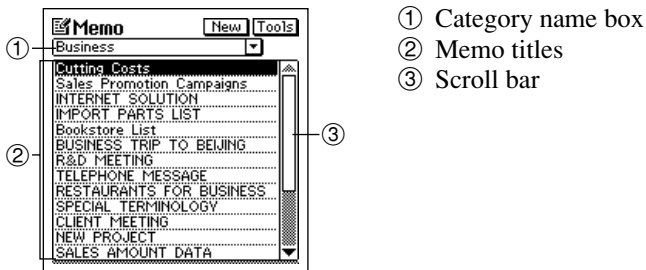 Memo New Tools
Business
Cutting Costs
Sales Promotion Campaigns
INTERNET SOLUTION
IMPORT PARTS LIST
Bookstore List
BUSINESS TRIP TO BEIJING
R&D MEETING
TELEPHONE MESSAGE
RESTAURANTS FOR BUSINESS
SPECIAL TERMINOLOGY
CLIENT MEETING
NEW PROJECT
SALES AMOUNT DATA
①
②
③
① Category name box
② Memo titles
③ Scroll bar